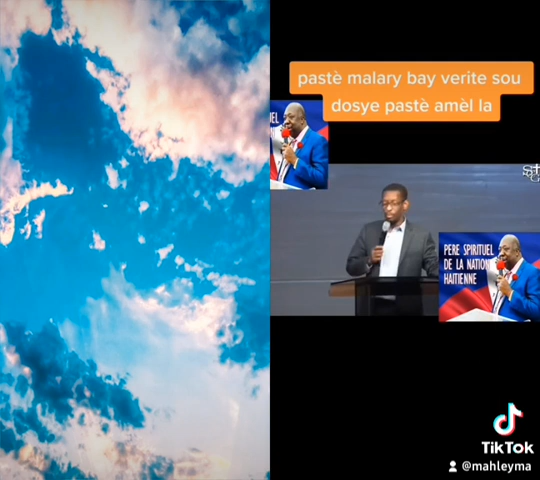 pastè malary bay verite sou
dosye pastè amèl la
PERE SPIRITUEL
DE LA NATION
HAITIENNE
TikTok
@mahleyma